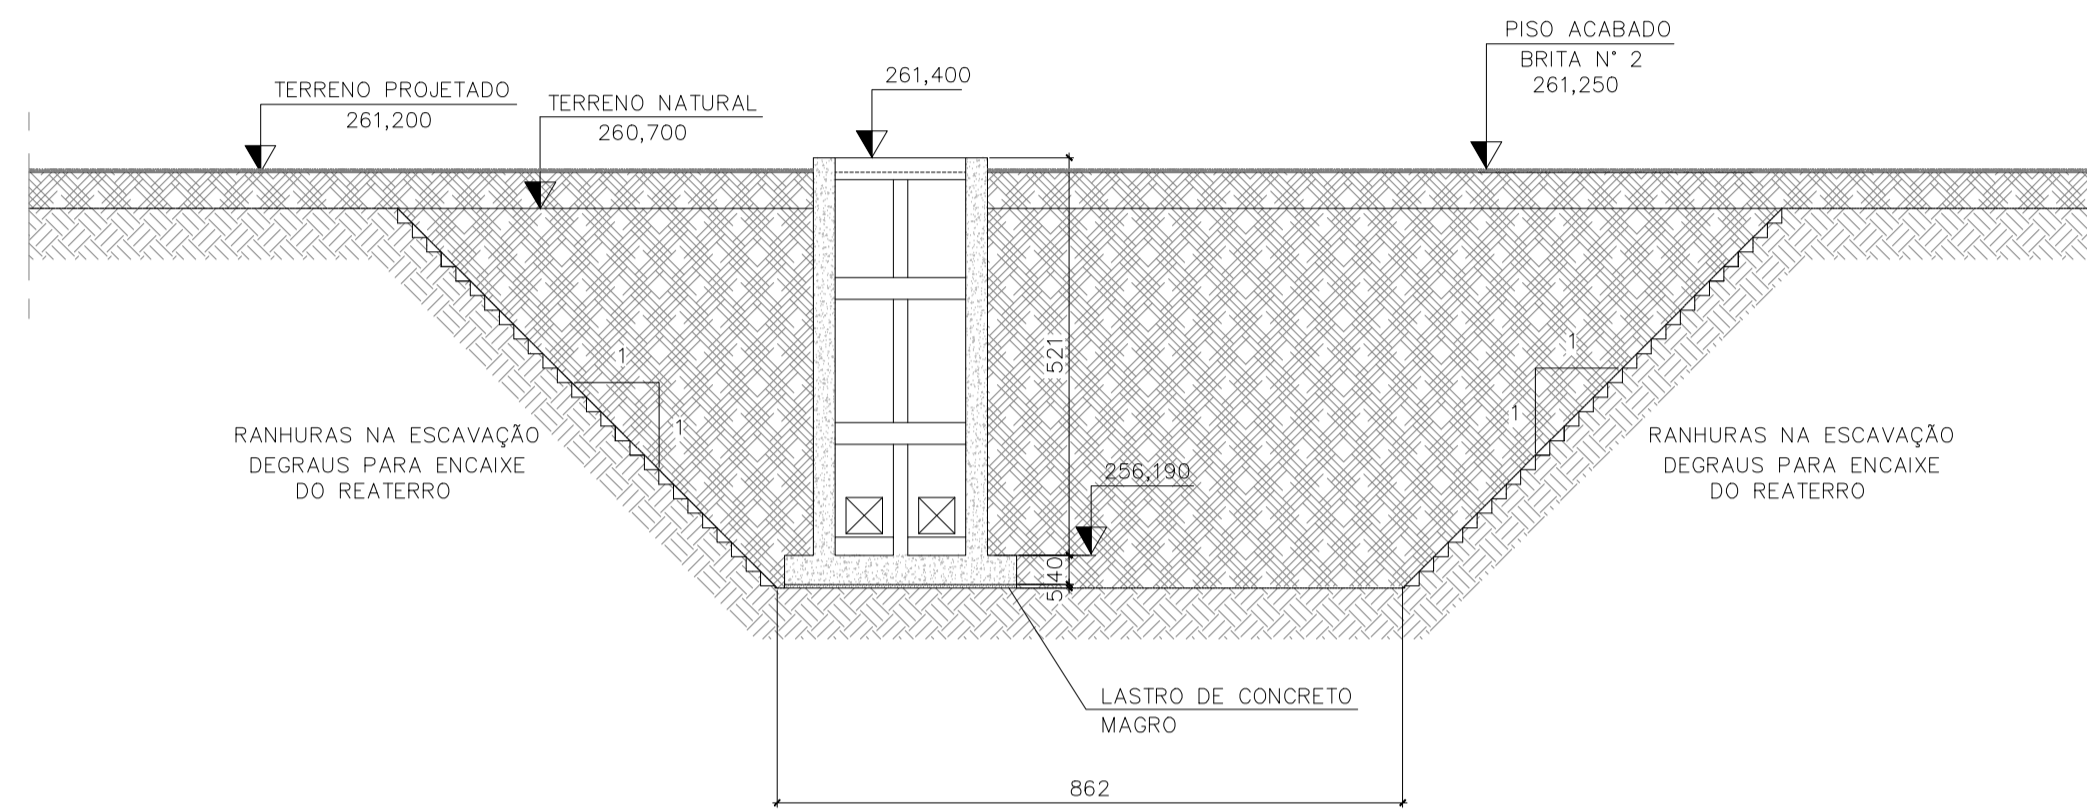 PISO ACABADO
BRITA N° 2
261,250
261,400
TERRENO PROJETADO
261,200
TERRENO NATURAL
260,700
521
1
1
1
1
RANHURAS NA ESCAVAÇÃO
DEGRAUS PARA ENCAIXE
DO REATERRO
RANHURAS NA ESCAVAÇÃO
DEGRAUS PARA ENCAIXE
DO REATERRO
256,190
40
5
LASTRO DE CONCRETO
MAGRO
862